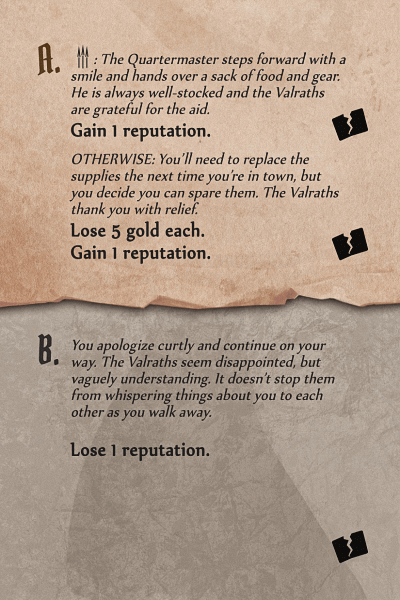 A. : The Quartermaster steps forward with a
smile and hands over a sack of food and gear.
He is always well-stocked and the Valraths
are grateful for the aid.
Gain 1 reputation.
OTHERWISE: You'll need to replace the
supplies the next time you're in town, but
you decide you can spare them. The Valraths
thank you with relief.
Lose 5 gold each.
Gain 1 reputation.
B. You apologize curtly and continue on your
way. The Valraths seem disappointed, but
vaguely understanding. It doesn't stop them
from whispering things about you to each
other as you walk away.
Lose 1 reputation.